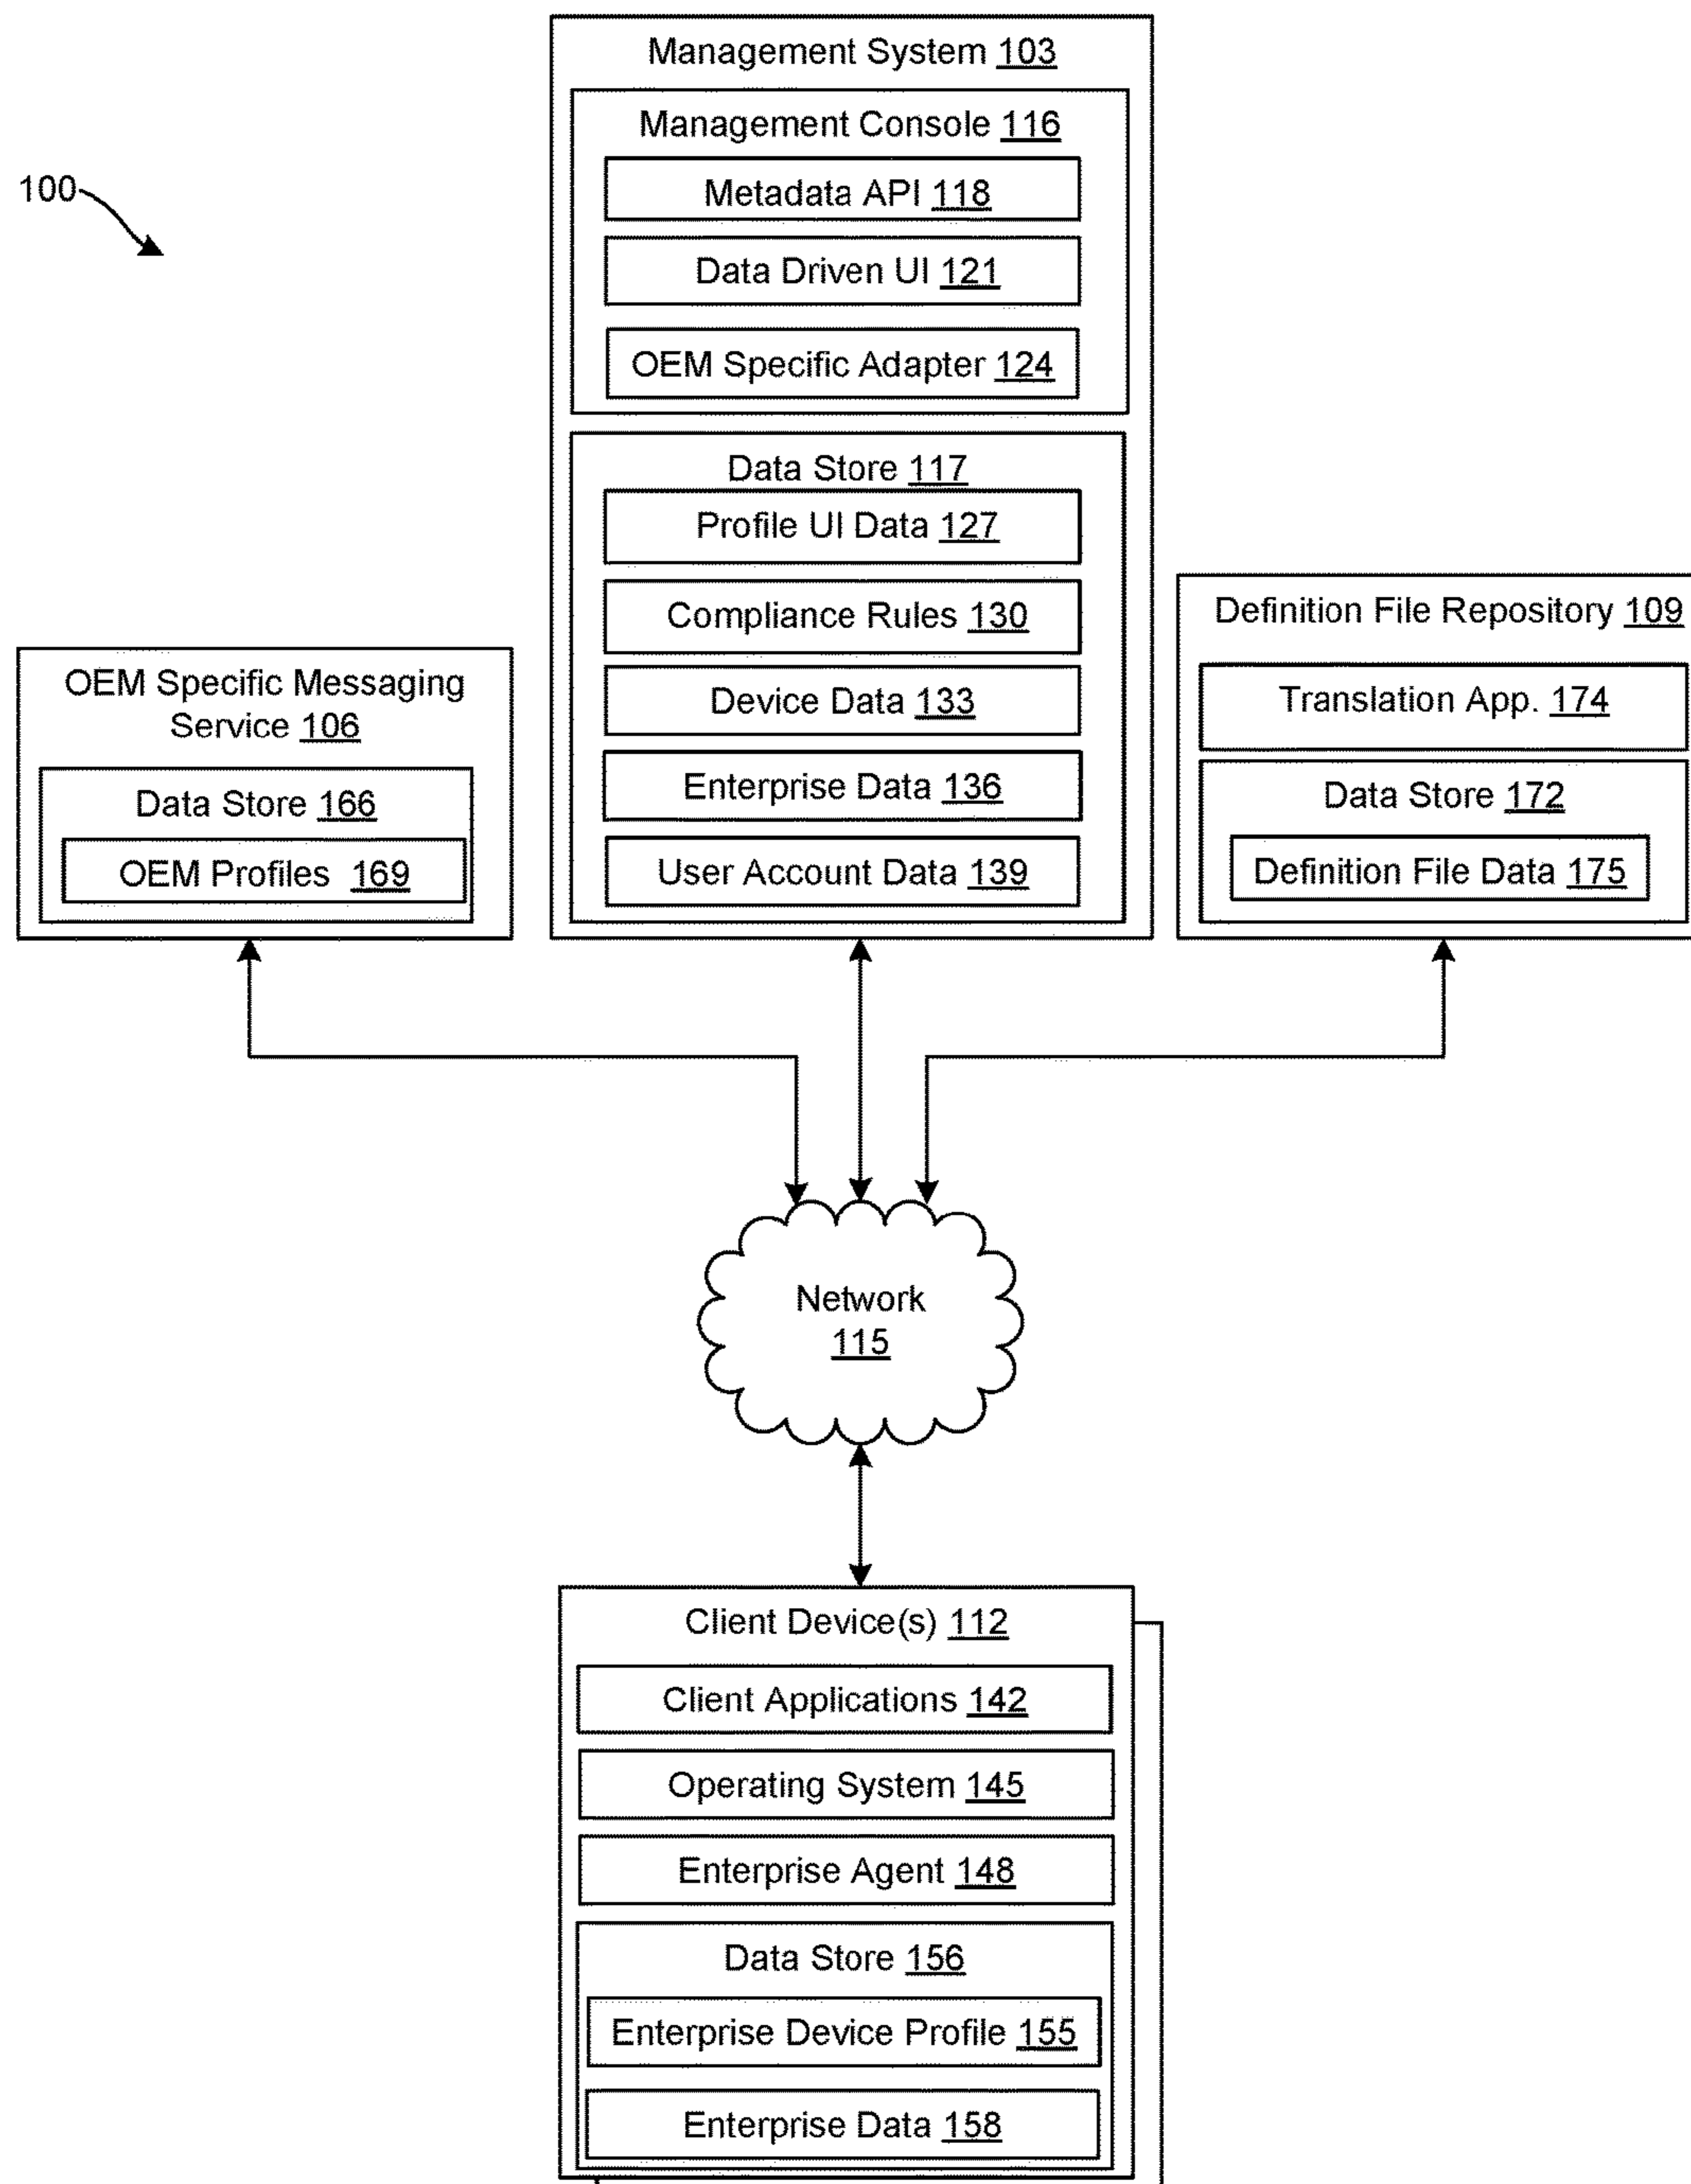 100
Management System 103
Management Console 116
Metadata API 118
Data Driven UI 121
OEM Specific Adapter 124
Data Store 117
Profile UI Data 127
Compliance Rules 130
Device Data 133
Enterprise Data 136
User Account Data 139
OEM Specific Messaging
Service 106
Data Store 166
OEM Profiles 169
Definition File Repository 109
Translation App. 174
Data Store 172
Definition File Data 175
Network
115
Client Device(s) 112
Client Applications 142
Operating System 145
Enterprise Agent 148
Data Store 156
Enterprise Device Profile 155
Enterprise Data 158